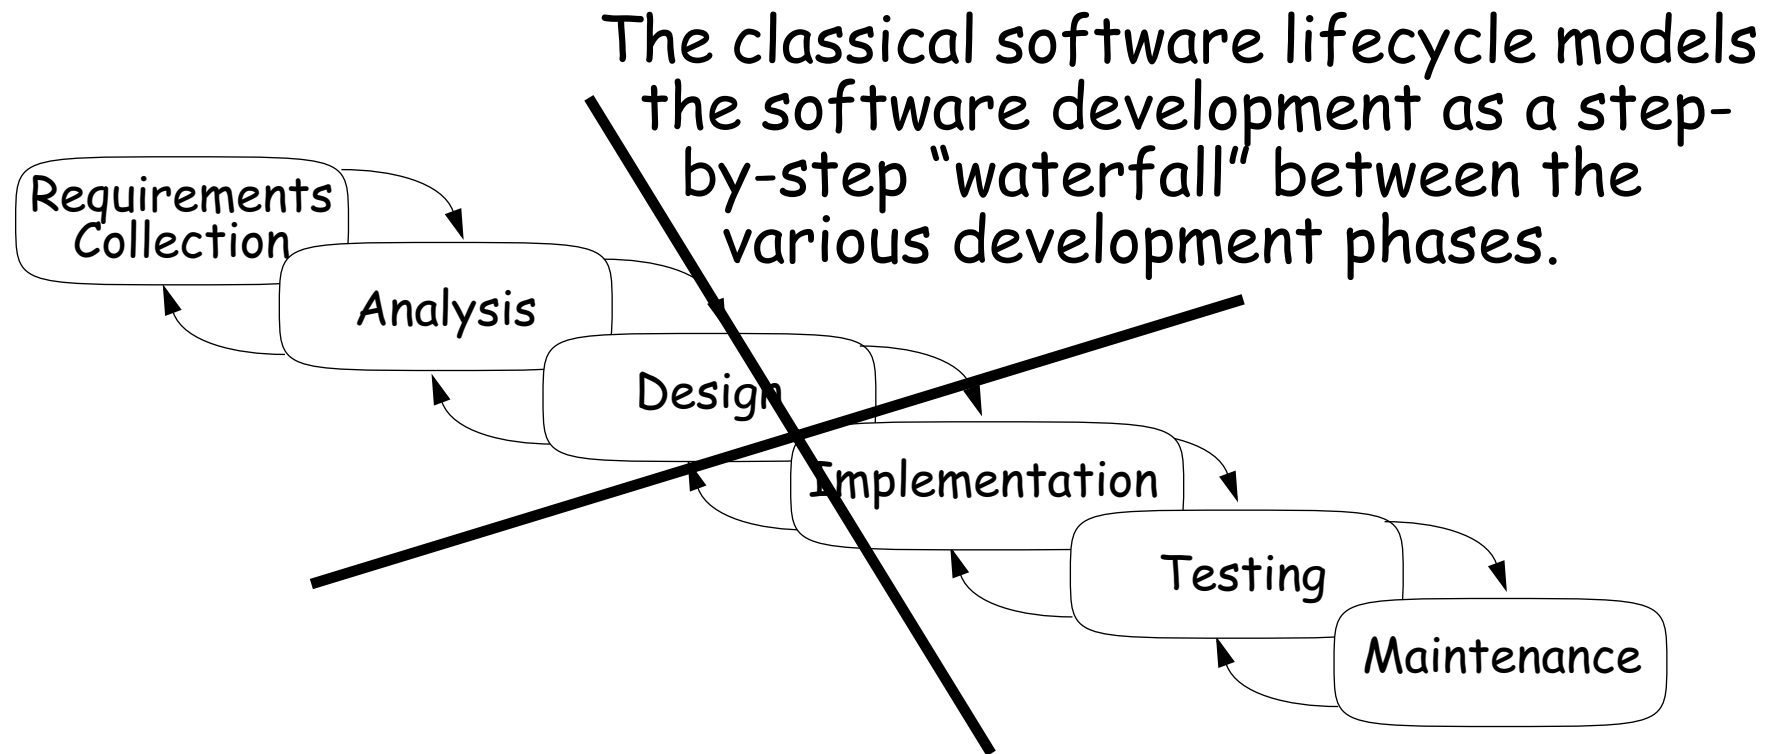 The classical software lifecycle models
the software development as a step-
by-step “waterfall” between the
various development phases.
Requirements
Collection
Analysis
Design
Implementation
Testing
Maintenance